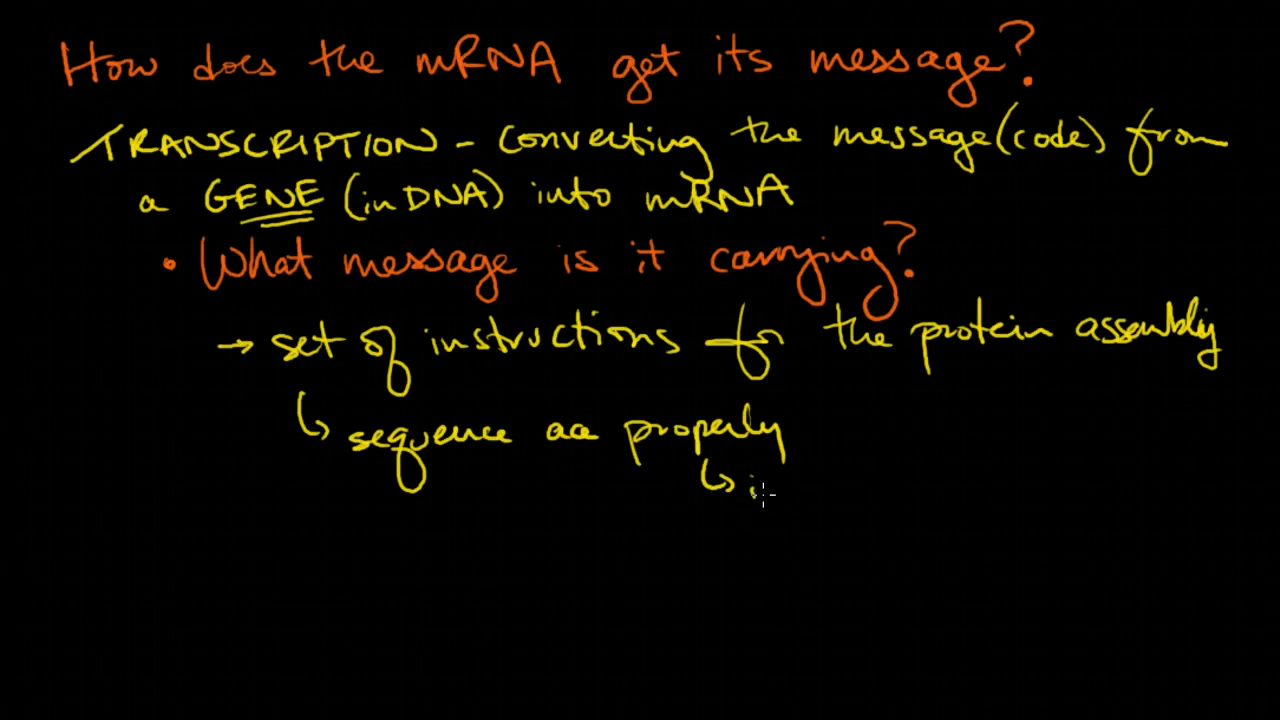 How does the mRNA get its message?
TRANSCRIPTION - converting the message (code) from
a GENE (in DNA) into mRNA
• What message is it carrying?
→ set of instructions for the protein assembly
↳ sequence aa properly
↳ i